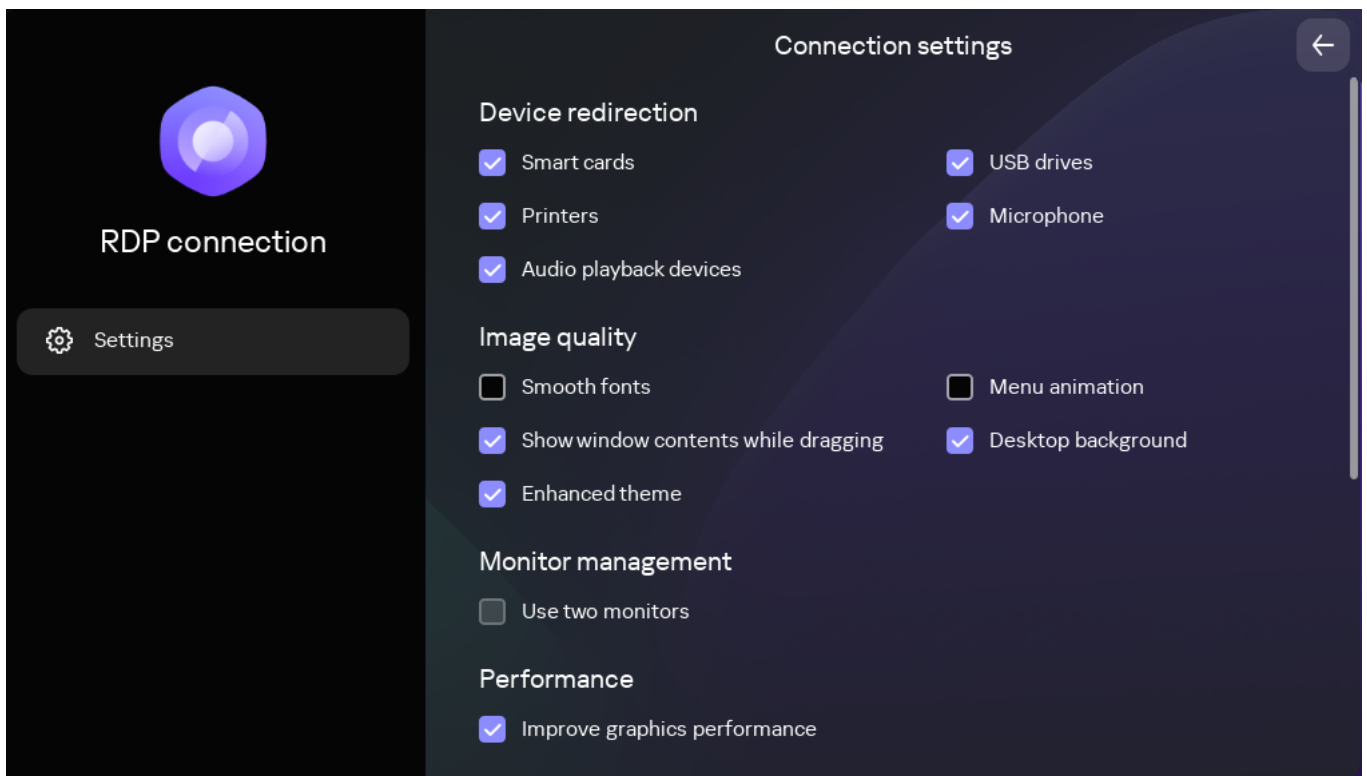 Connection settings
RDP connection
Settings
Device redirection
Smart cards
USB drives
Printers
Microphone
Audio playback devices
Image quality
Smooth fonts
Menu animation
Show window contents while dragging
Desktop background
Enhanced theme
Monitor management
Use two monitors
Performance
Improve graphics performance